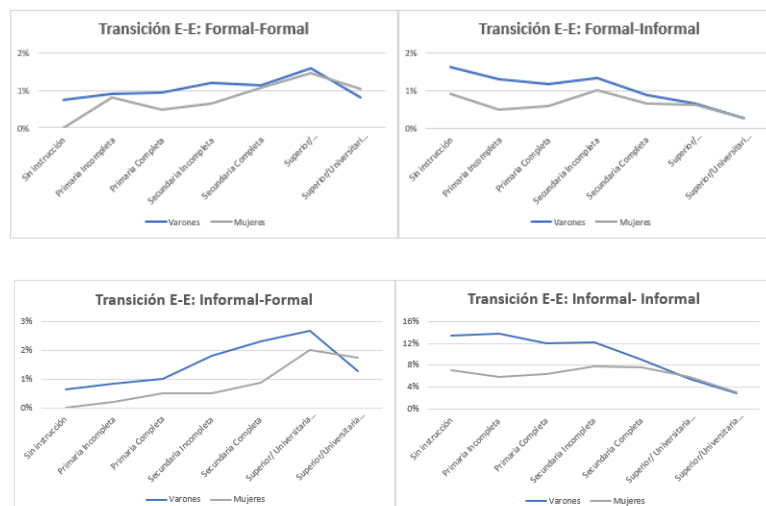 Transición E-E: Formal-Formal
2%
1%
0%
Sin instrucción
Primaria Incompleta
Primaria Completa
Secundaria Incompleta
Secundaria Completa
Superior/...
Superior/Universitari...
Varones Mujeres
Transición E-E: Formal-Informal
2%
1%
0%
Sin instrucción
Primaria Incompleta
Primaria Completa
Secundaria Incompleta
Secundaria Completa
Superior/...
Superior/Universitari...
Varones Mujeres
Transición E-E: Informal-Formal
3%
2%
1%
0%
Sin instrucción
Primaria Incompleta
Primaria Completa
Secundaria Incompleta
Secundaria Completa
Superior/ Universitaria...
Superior/Universitaria...
Varones Mujeres
Transición E-E: Informal- Informal
16%
12%
8%
4%
0%
Sin instrucción
Primaria Incompleta
Primaria Completa
Secundaria Incompleta
Secundaria Completa
Superior/ Universitaria...
Superior/Universitaria...
Varones Mujeres